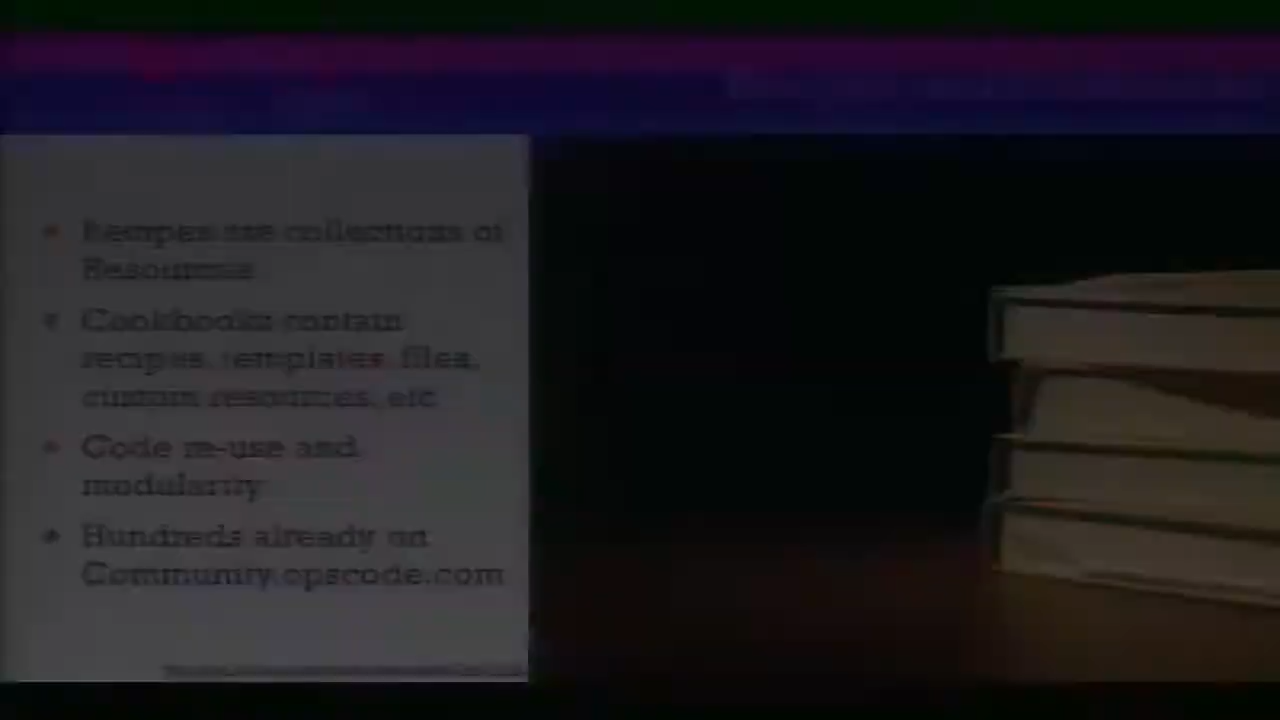 Recipes are collections of
Resources
Cookbooks contain
recipes, templates, files,
custom resources, etc
Code re-use and
modularity
Hundreds already on
Community.opscode.com